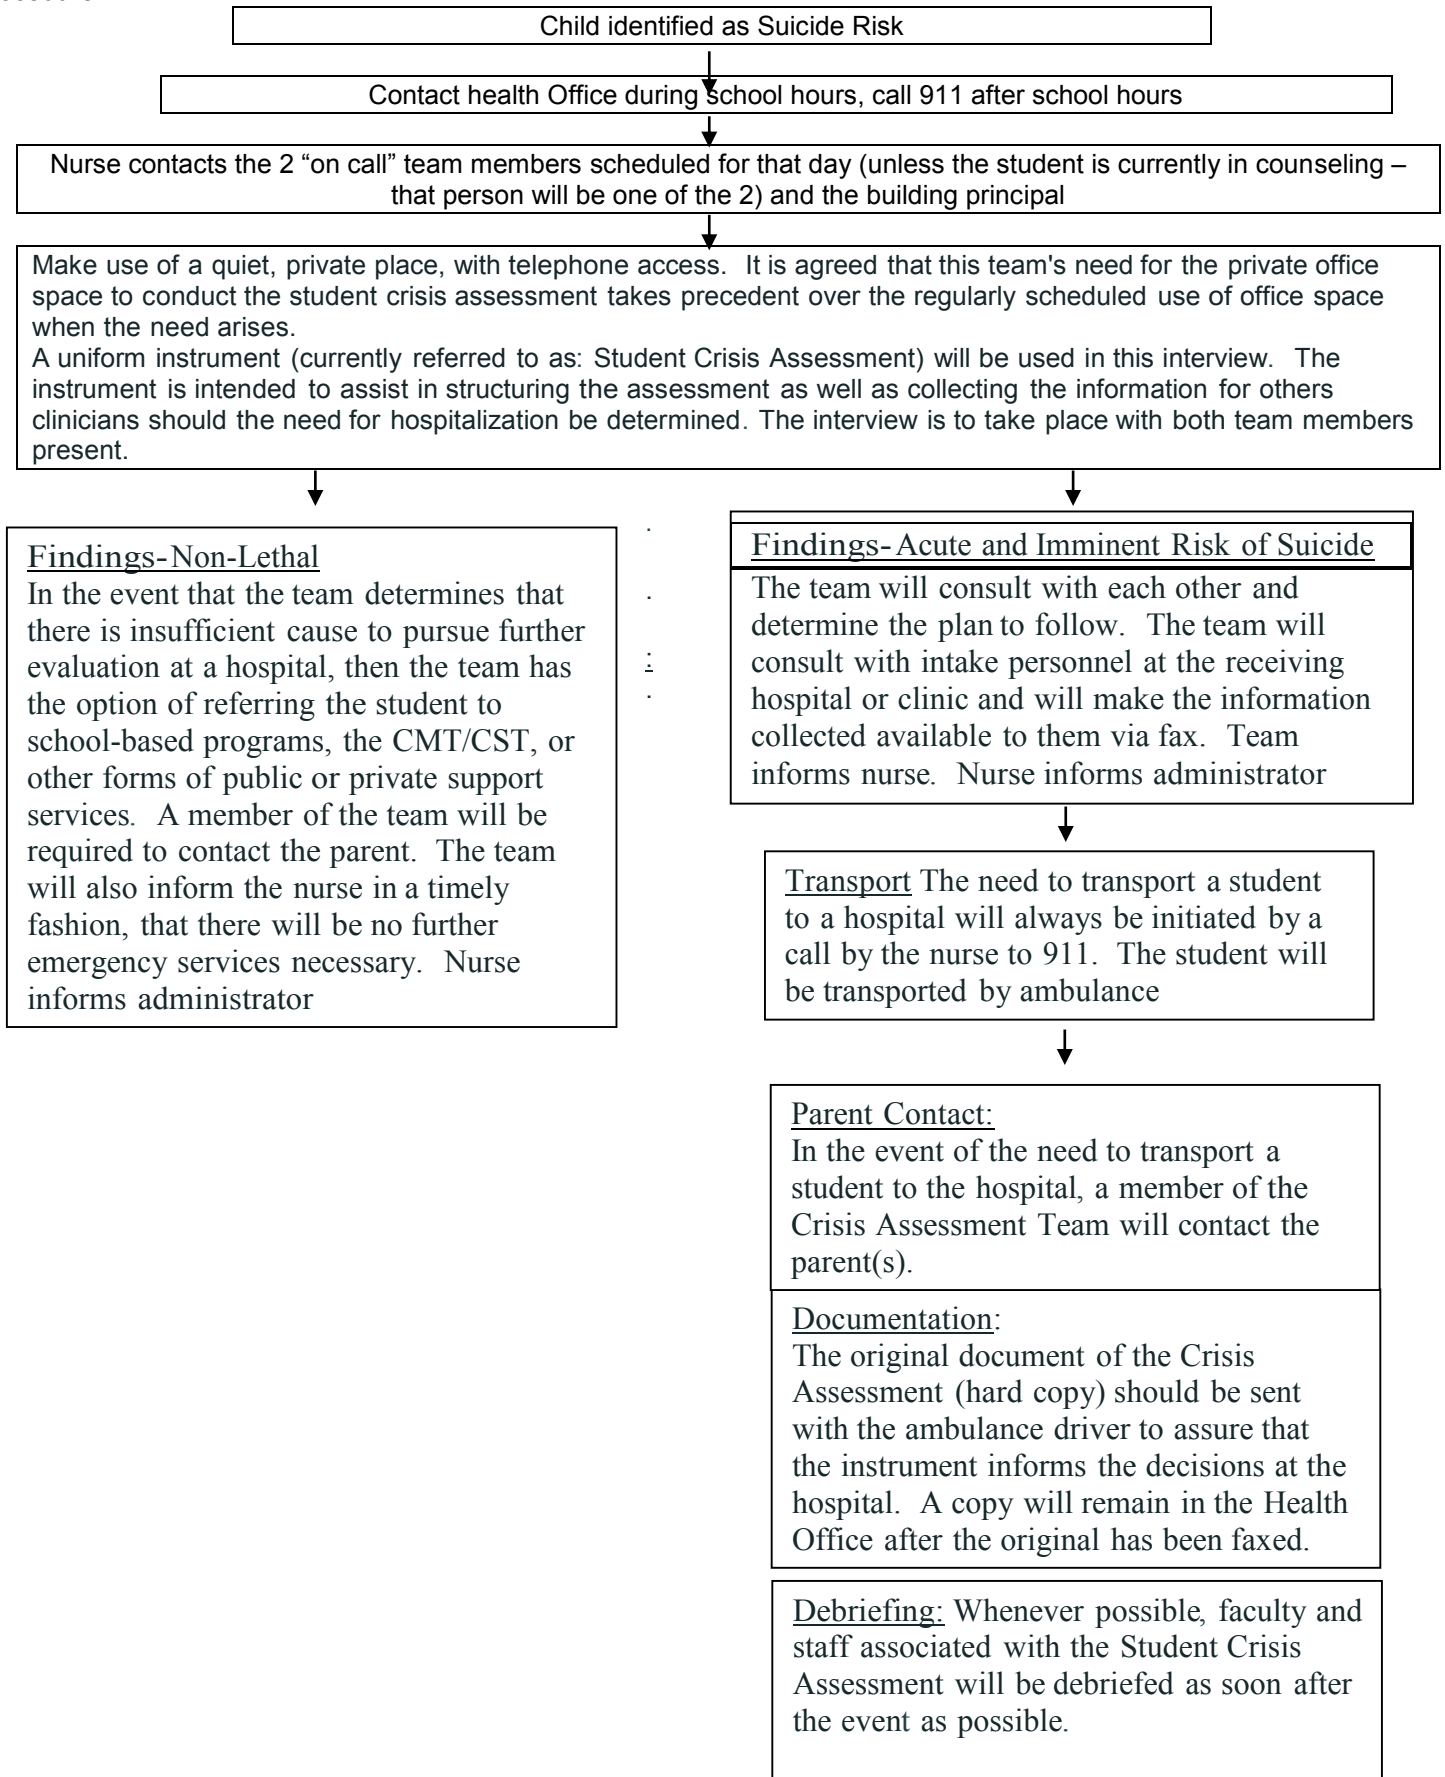 Child identified as Suicide Risk
Contact health Office during school hours, call 911 after school hours
Nurse contacts the 2 “on call” team members scheduled for that day (unless the student is currently in counseling –
that person will be one of the 2) and the building principal
Make use of a quiet, private place, with telephone access. It is agreed that this team's need for the private office
space to conduct the student crisis assessment takes precedent over the regularly scheduled use of office space
when the need arises.
A uniform instrument (currently referred to as: Student Crisis Assessment) will be used in this interview. The
instrument is intended to assist in structuring the assessment as well as collecting the information for others
clinicians should the need for hospitalization be determined. The interview is to take place with both team members
present.
Findings-Non-Lethal
In the event that the team determines that
there is insufficient cause to pursue further
evaluation at a hospital, then the team has
the option of referring the student to
school-based programs, the CMT/CST, or
other forms of public or private support
services. A member of the team will be
required to contact the parent. The team
will also inform the nurse in a timely
fashion, that there will be no further
emergency services necessary. Nurse
informs administrator
Findings-Acute and Imminent Risk of Suicide
The team will consult with each other and
determine the plan to follow. The team will
consult with intake personnel at the receiving
hospital or clinic and will make the information
collected available to them via fax. Team
informs nurse. Nurse informs administrator
Transport The need to transport a student
to a hospital will always be initiated by a
call by the nurse to 911. The student will
be transported by ambulance
Parent Contact:
In the event of the need to transport a
student to the hospital, a member of the
Crisis Assessment Team will contact the
parent(s).
Documentation:
The original document of the Crisis
Assessment (hard copy) should be sent
with the ambulance driver to assure that
the instrument informs the decisions at the
hospital. A copy will remain in the Health
Office after the original has been faxed.
Debriefing: Whenever possible, faculty and
staff associated with the Student Crisis
Assessment will be debriefed as soon after
the event as possible.